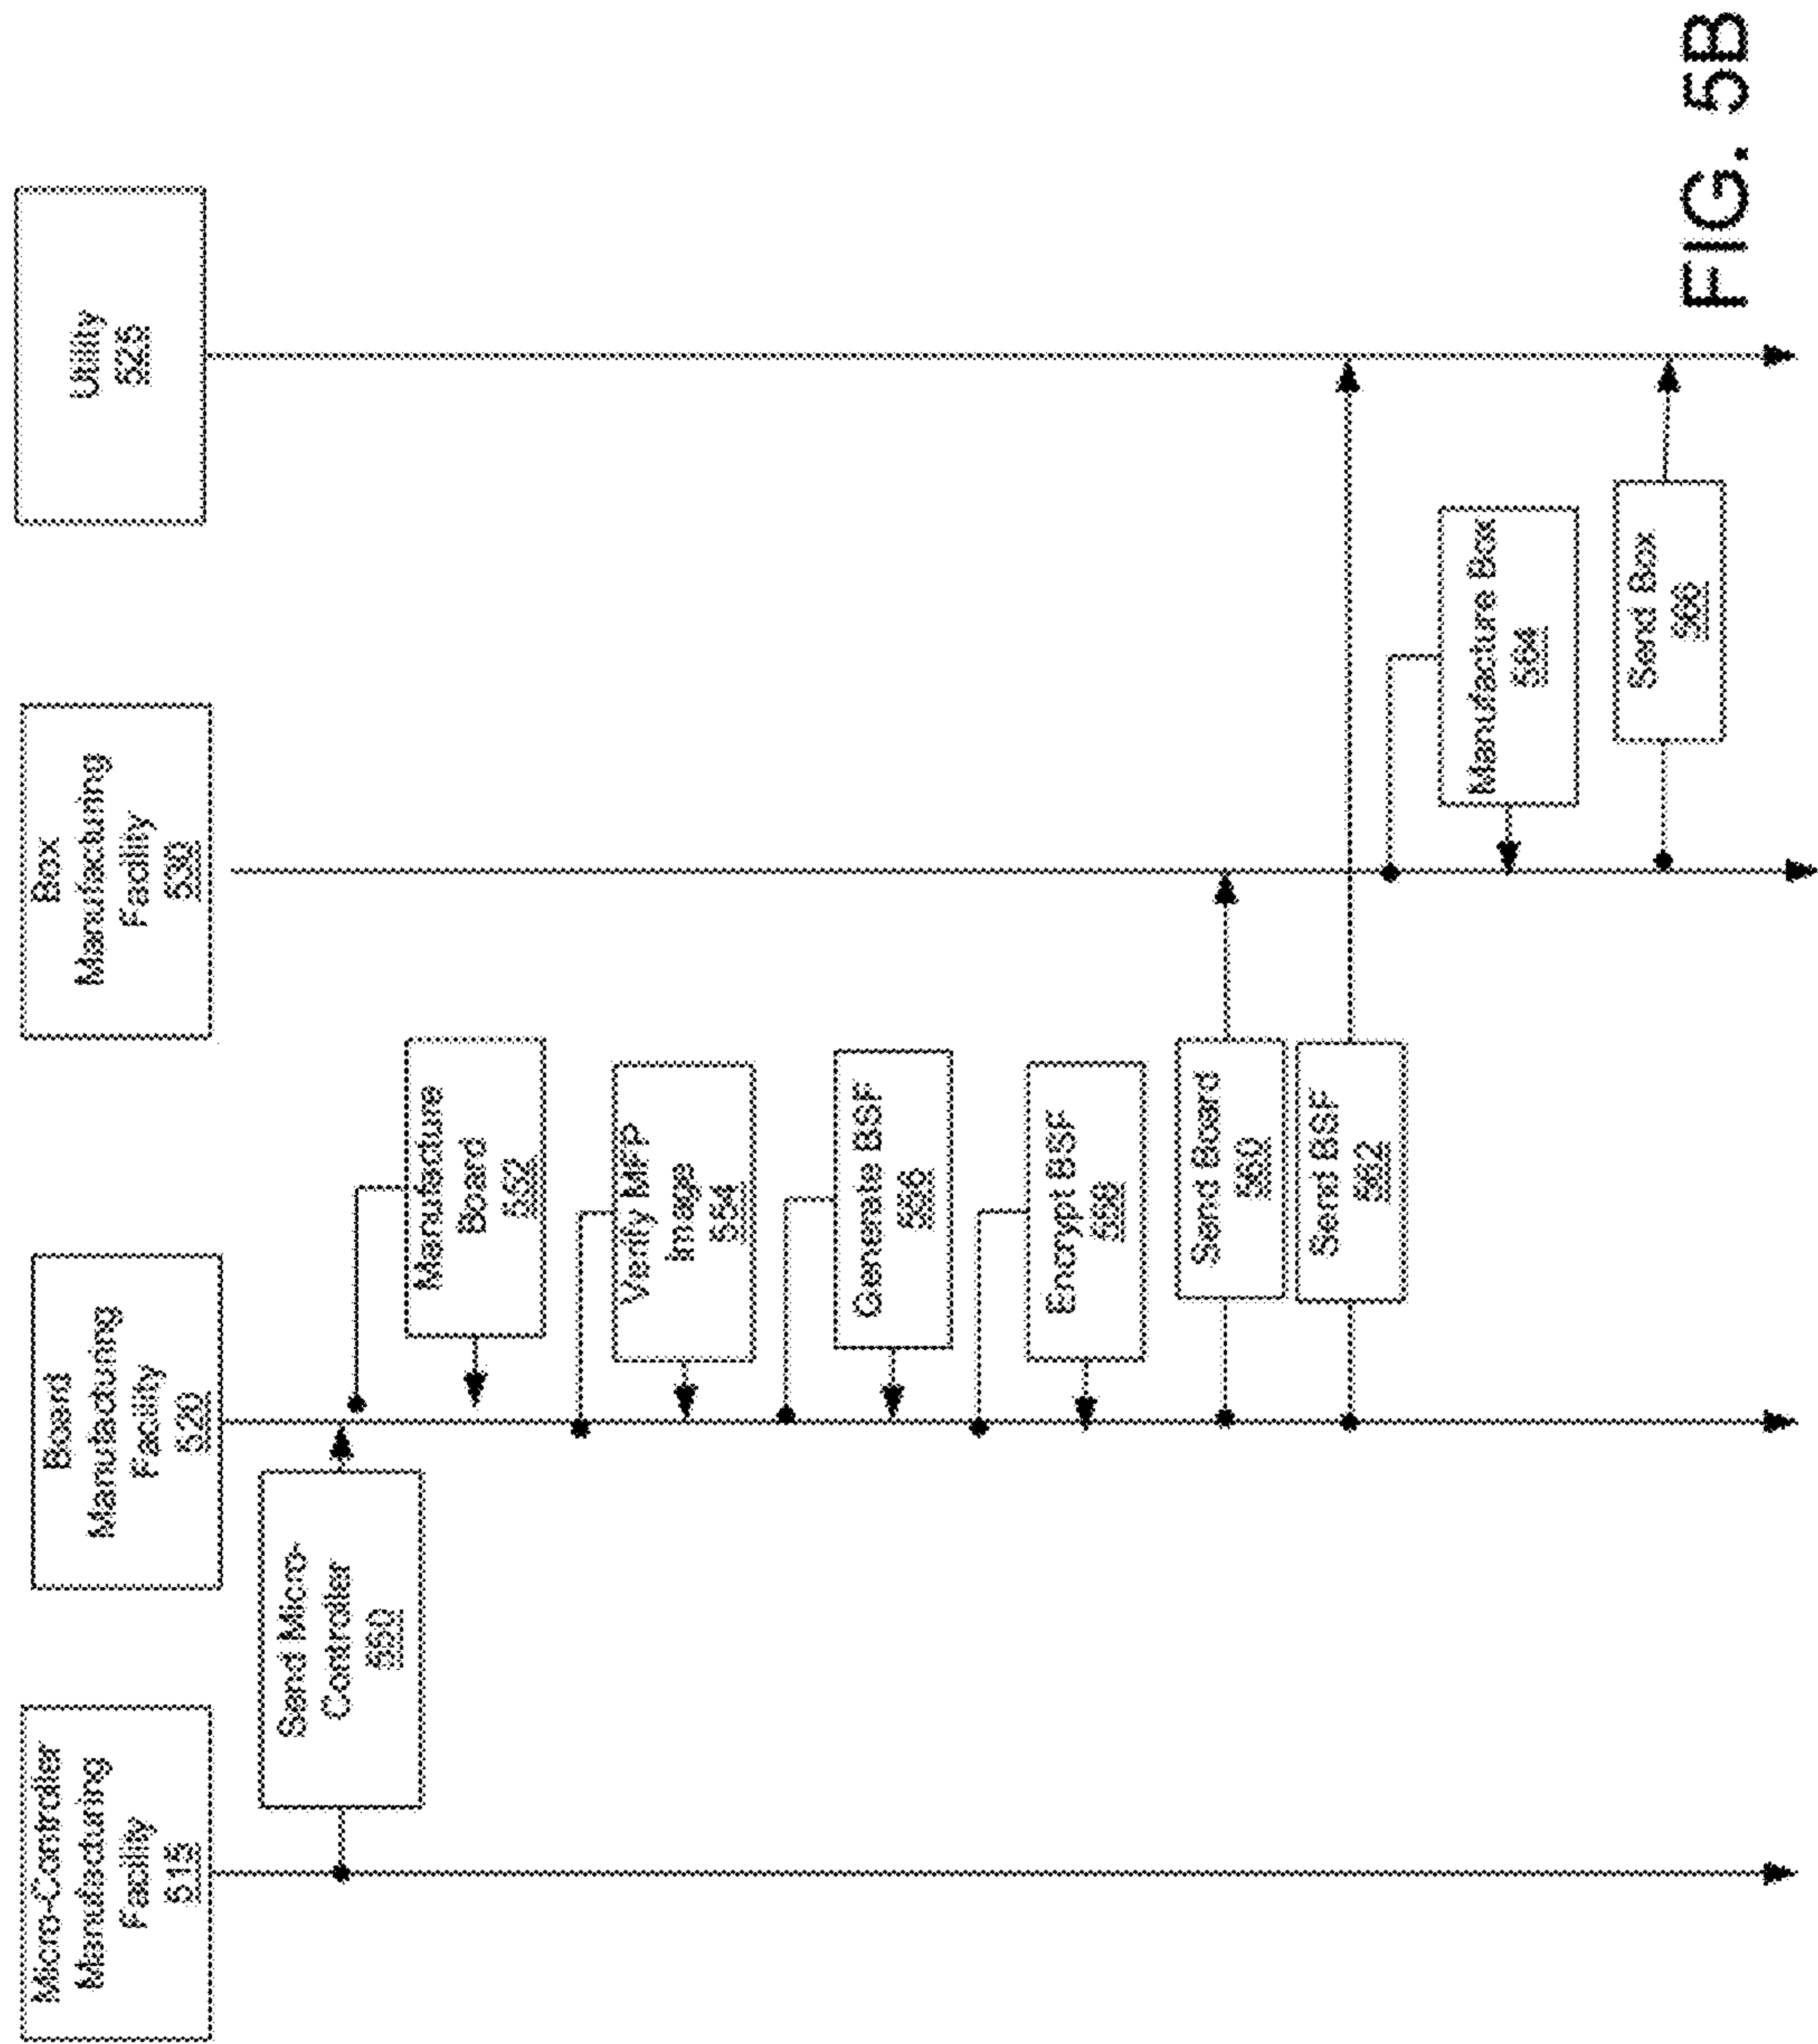 Micro-Controller
Manufacturing
Facility
515
Board
Manufacturing
Facility
520
Box
Manufacturing
Facility
530
Utility
525
Send Micro-
Controller
550
Manufacture
Board
552
Verify MFP
Image
554
Generate BSF
556
Encrypt BSF
558
Send Board
560
Send BSF
562
Manufacture Box
564
Send Box
566
FIG. 5B